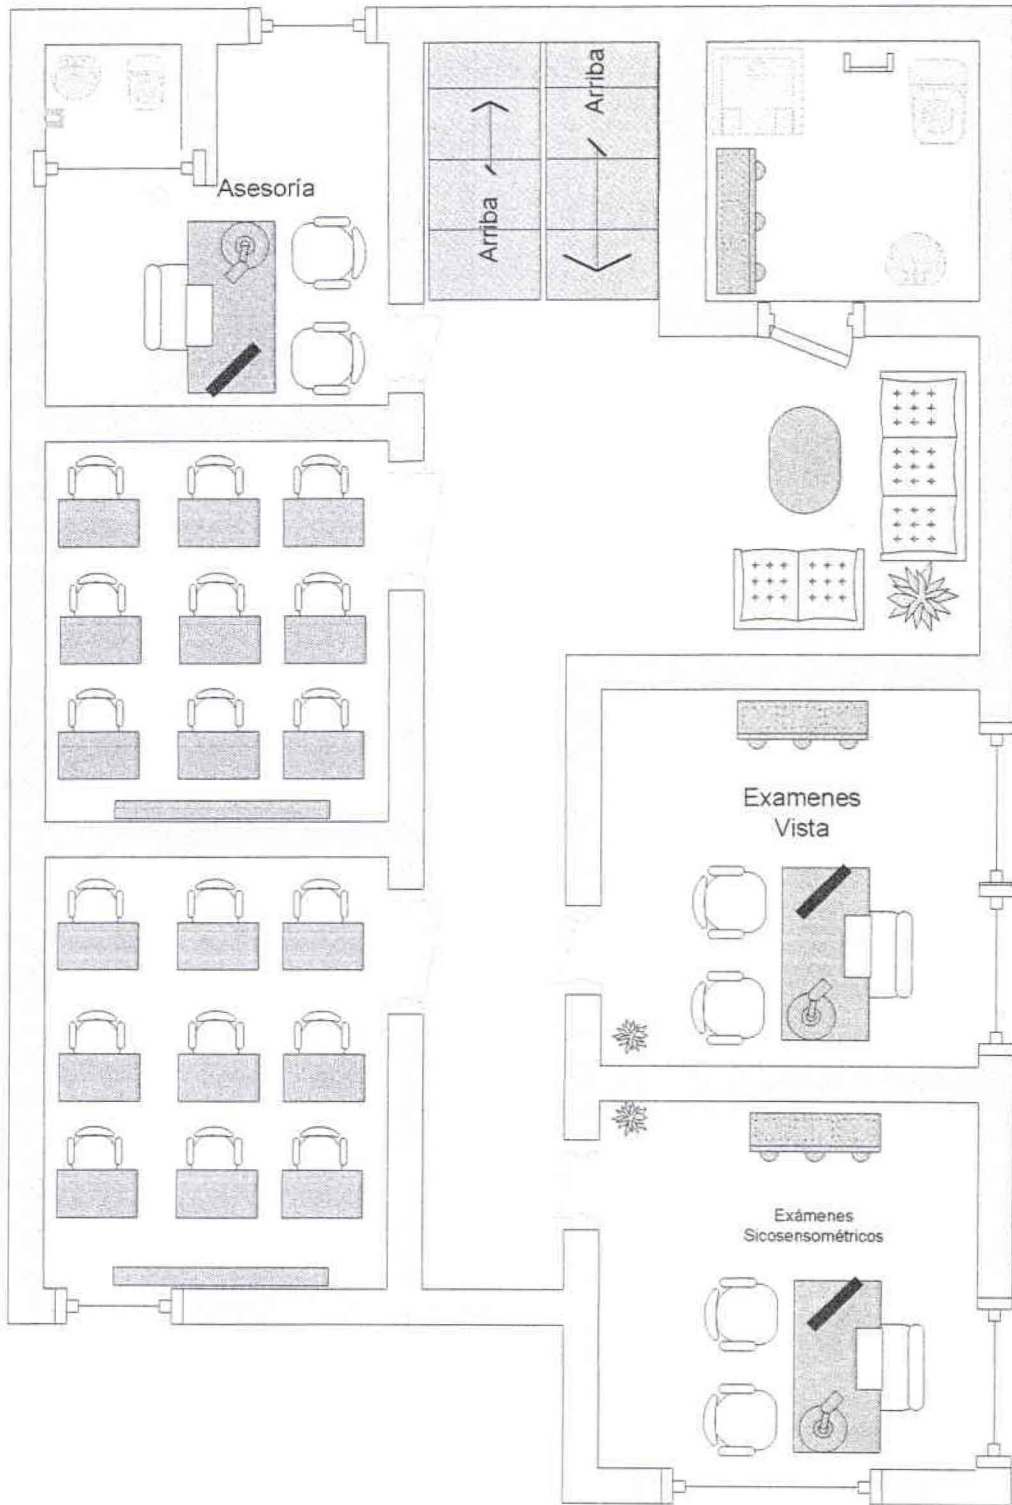 Arriba
Arriba
Asesoría
Examenes
Vista
Exámenes
Sicosensométricos